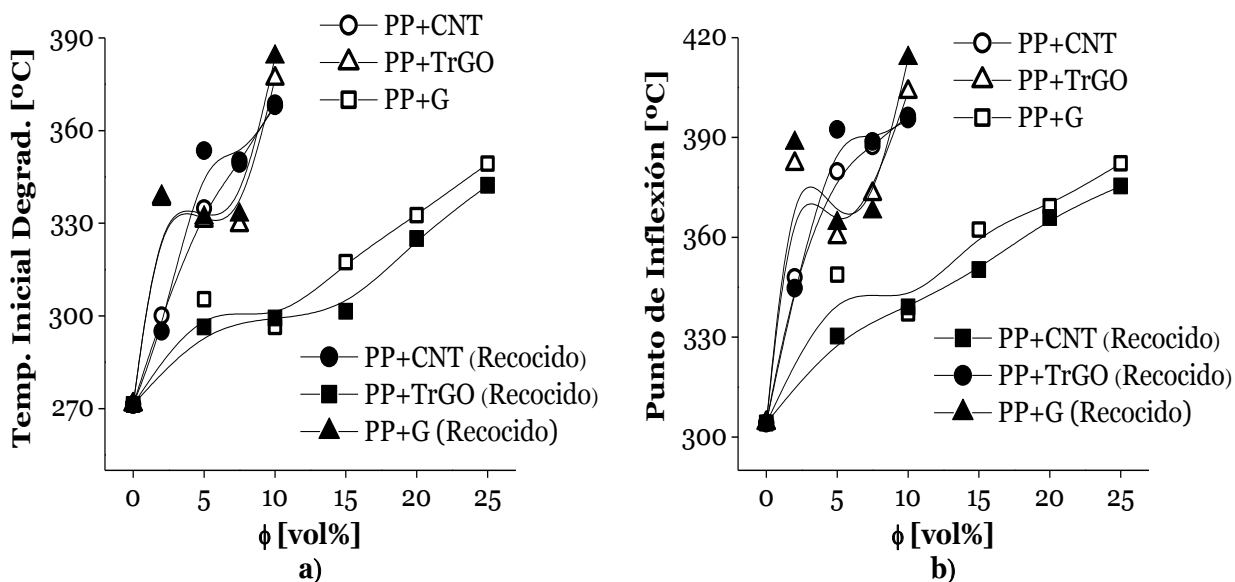 390
360
330
300
270
Temp. Inicial Degrad. [ºC]
PP+CNT
PP+TrGO
PP+G
PP+CNT (Recocido)
PP+TrGO (Recocido)
PP+G (Recocido)
0 5 10 15 20 25
ϕ [vol%]
a)
420
390
360
330
300
Punto de Inflexión [ºC]
PP+CNT
PP+TrGO
PP+G
PP+CNT (Recocido)
PP+TrGO (Recocido)
PP+G (Recocido)
0 5 10 15 20 25
ϕ [vol%]
b)